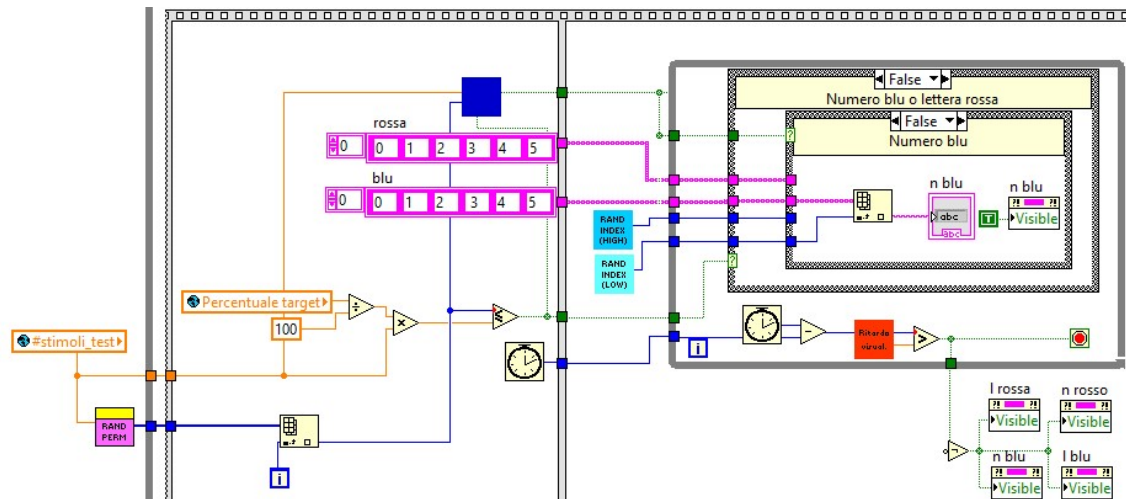 False
Numero blu o lettera rossa
False
Numero blu
rossa
0 0 1 2 3 4 5
blu
0 0 1 2 3 4 5
n blu
abc
abc
n blu
T
Visible
RAND
INDEX
(HIGH)
RAND
INDEX
(LOW)
?
?
Percentuale target
100
#stimoli_test
i
Ritardo
visual.
RAND
PERM
i
l rossa
Visible
n rosso
Visible
n blu
Visible
l blu
Visible